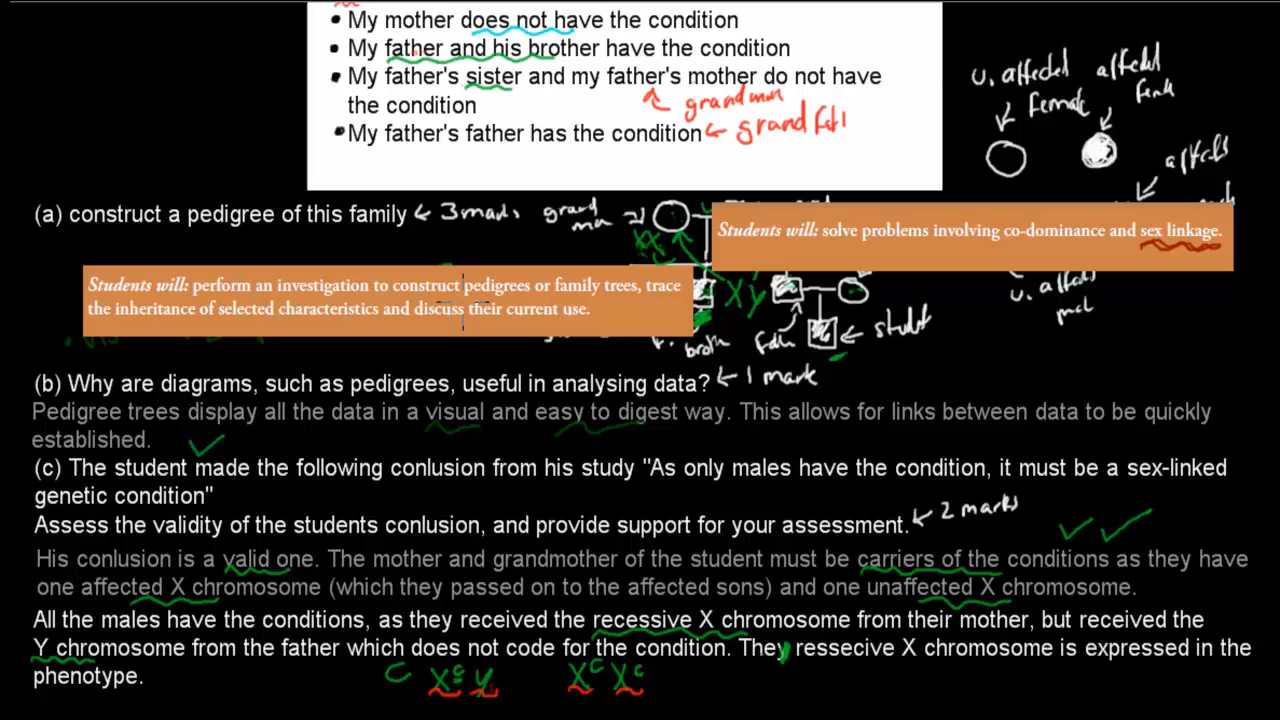 • My mother does not have the condition
• My father and his brother have the condition
• My father's sister and my father's mother do not have
the condition
grand mum
• My father's father has the condition
grand fath
u. affected
affected
Female
(a) construct a pedigree of this family
3 marks
grand
Students will: solve problems involving co-dominance and sex linkage.
Students will: perform an investigation to construct pedigrees or family trees, trace
the inheritance of selected characteristics and discuss their current use.
XX
XY
broth
student
(b) Why are diagrams, such as pedigrees, useful in analysing data?
1 mark
Pedigree trees display all the data in a visual and easy to digest way. This allows for links between data to be quickly
established.
(c) The student made the following conlusion from his study "As only males have the condition, it must be a sex-linked
genetic condition"
Assess the validity of the students conlusion, and provide support for your assessment.
2 marks
His conlusion is a valid one. The mother and grandmother of the student must be carriers of the conditions as they have
one affected X chromosome (which they passed on to the affected sons) and one unaffected X chromosome.
All the males have the conditions, as they received the recessive X chromosome from their mother, but received the
Y chromosome from the father which does not code for the condition. They ressecive X chromosome is expressed in the
phenotype.
C XᶜY XᶜXᶜ